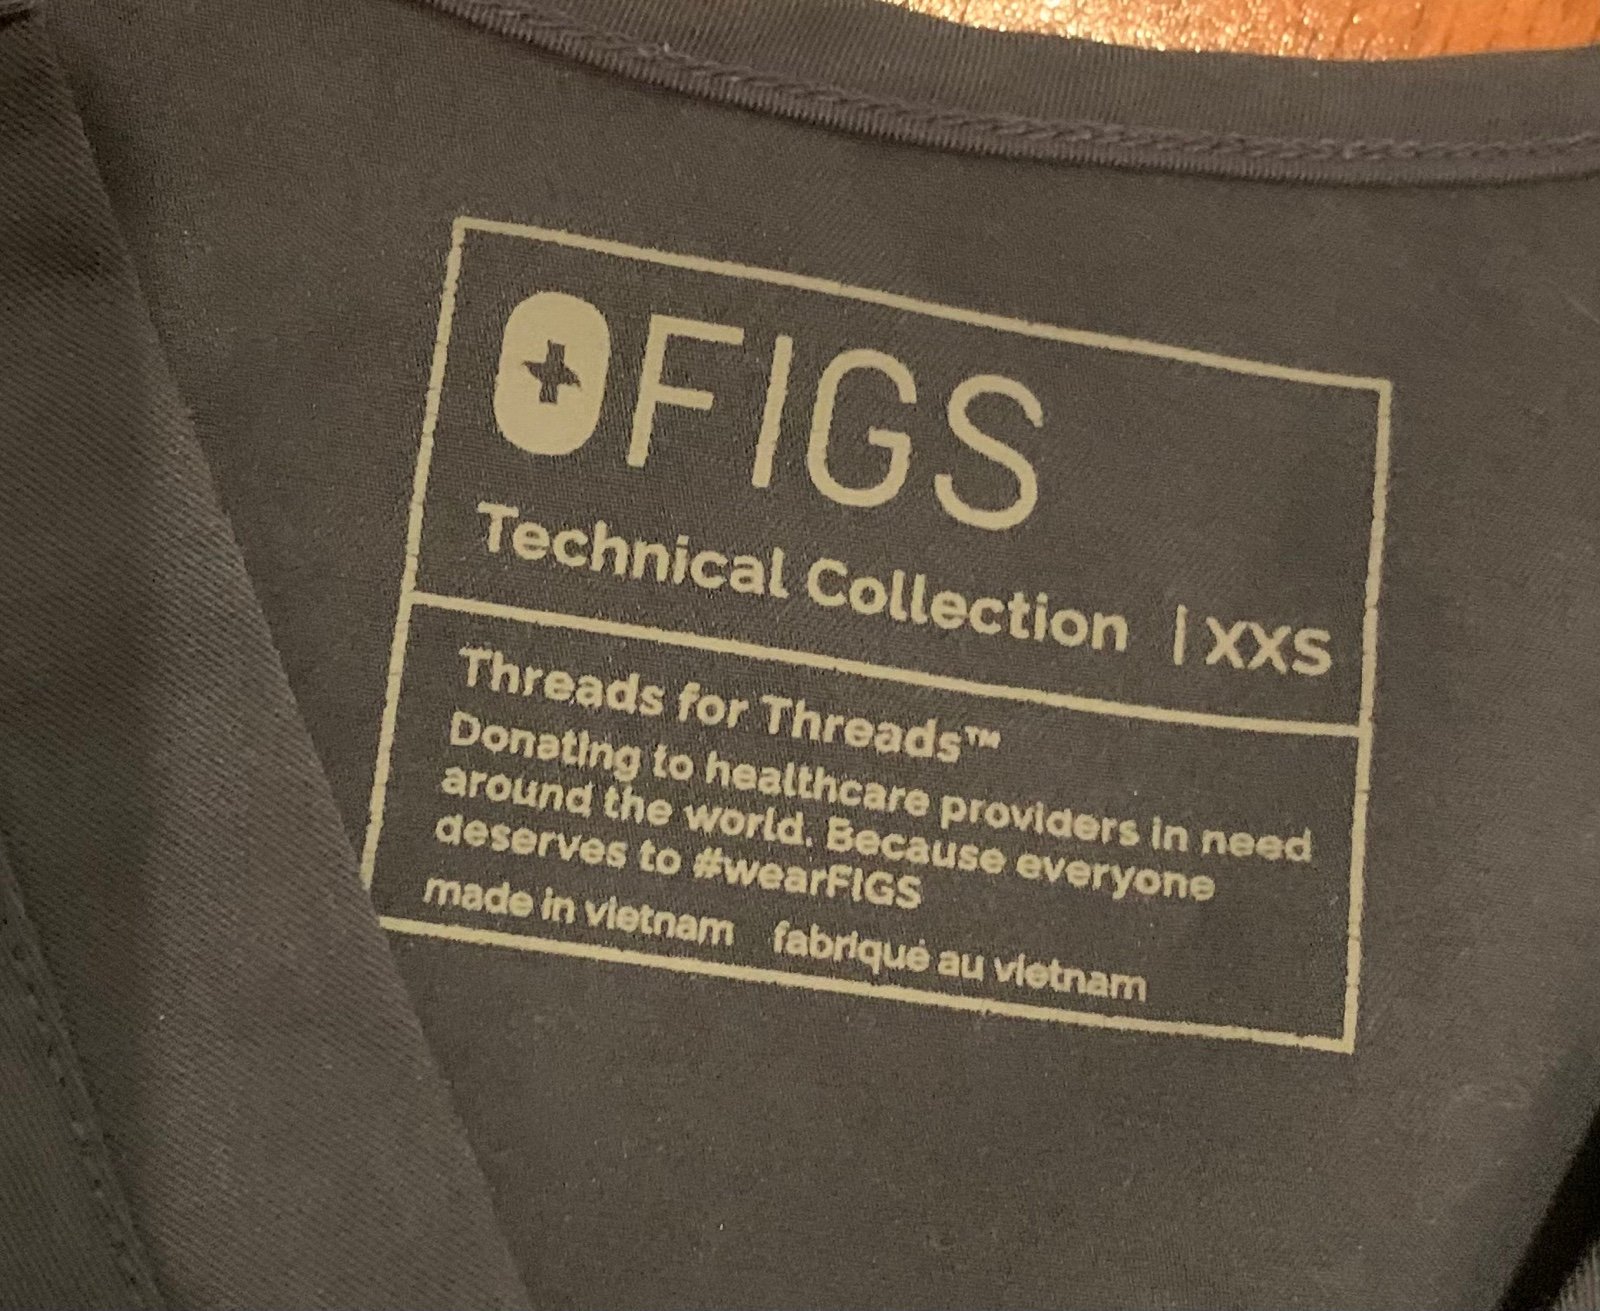 FIGS
Technical Collection | XXS
Threads for Threads™
Donating to healthcare providers in need
around the world. Because everyone
deserves to #wearFIGS
made in vietnam fabriqué au vietnam